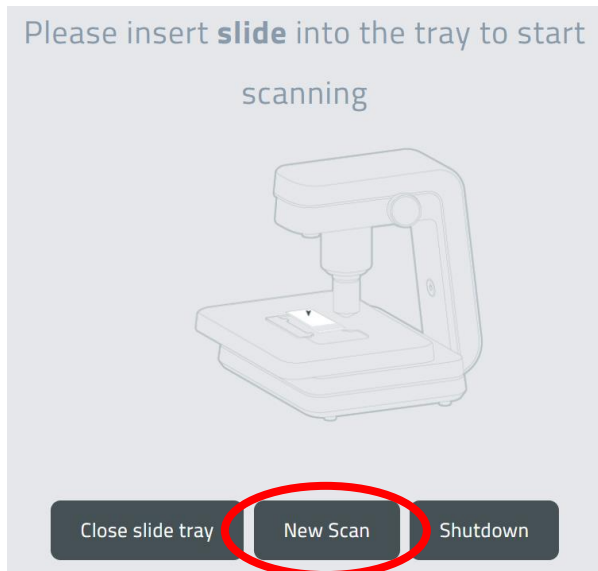 Please insert slide into the tray to start
scanning
Close slide tray
New Scan
Shutdown